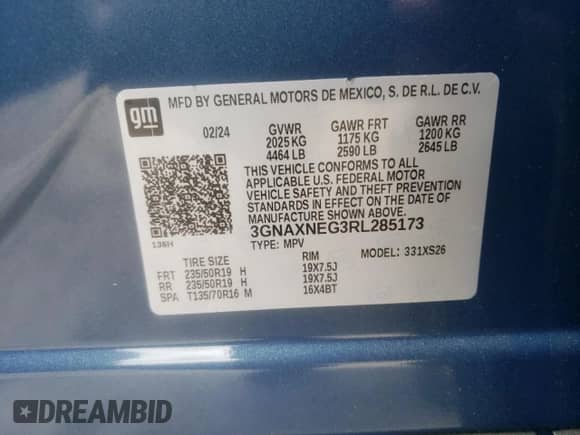 gm
MFD BY GENERAL MOTORS DE MEXICO, S. DE R.L. DE C.V.
02/24 GVWR GAWR FRT GAWR RR
2025 KG 1175 KG 1200 KG
4464 LB 2590 LB 2645 LB
THIS VEHICLE CONFORMS TO ALL
APPLICABLE U.S. FEDERAL MOTOR
VEHICLE SAFETY AND THEFT PREVENTION
STANDARDS IN EFFECT ON THE DATE OF
MANUFACTURE SHOWN ABOVE.
3GNAXNEG3RL285173
136H
TYPE: MPV MODEL: 331XS26
TIRE SIZE RIM
FRT 235/50R19 H 19X7.5J
RR 235/50R19 H 19X7.5J
SPA T135/70R16 M 16X4BT
DREAMBID